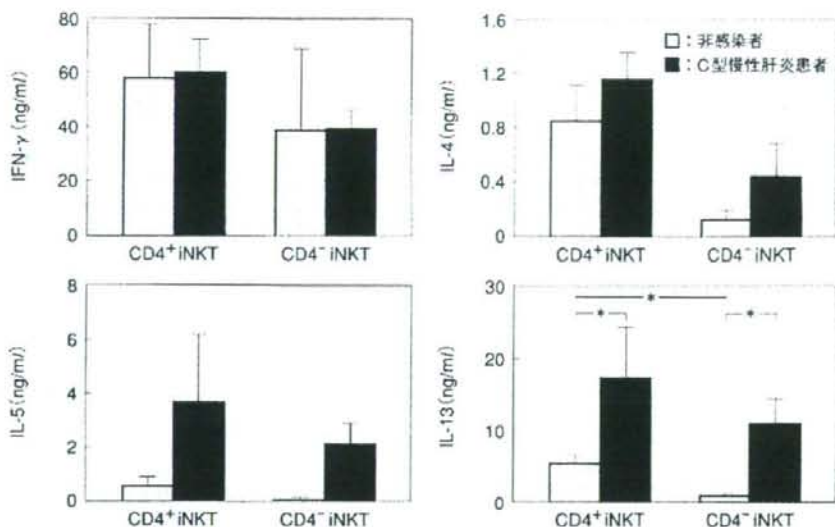 IFN-γ (ng/ml)
80
60
40
60
0
CD4⁺iNKT
CD4⁻iNKT
IL-4 (ng/ml)
1.6
1.2
0.8
0.4
0
□：非感染者
■：C型慢性肝炎患者
CD4⁺iNKT
CD4⁻iNKT
IL-5 (ng/ml)
8
6
4
2
0
CD4⁺iNKT
CD4⁻iNKT
IL-13 (ng/ml)
30
20
10
5
0
*
*
*
CD4⁺iNKT
CD4⁻iNKT